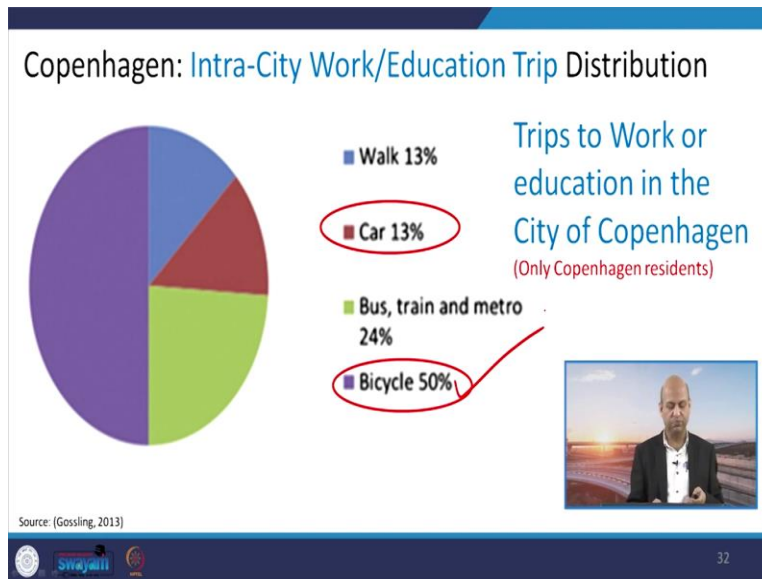 Copenhagen: Intra-City Work/Education Trip Distribution
Walk 13%
Car 13%
Bus, train and metro
24%
Bicycle 50%
Trips to Work or
education in the
City of Copenhagen
(Only Copenhagen residents)
Source: (Gossling, 2013)
swayam
32